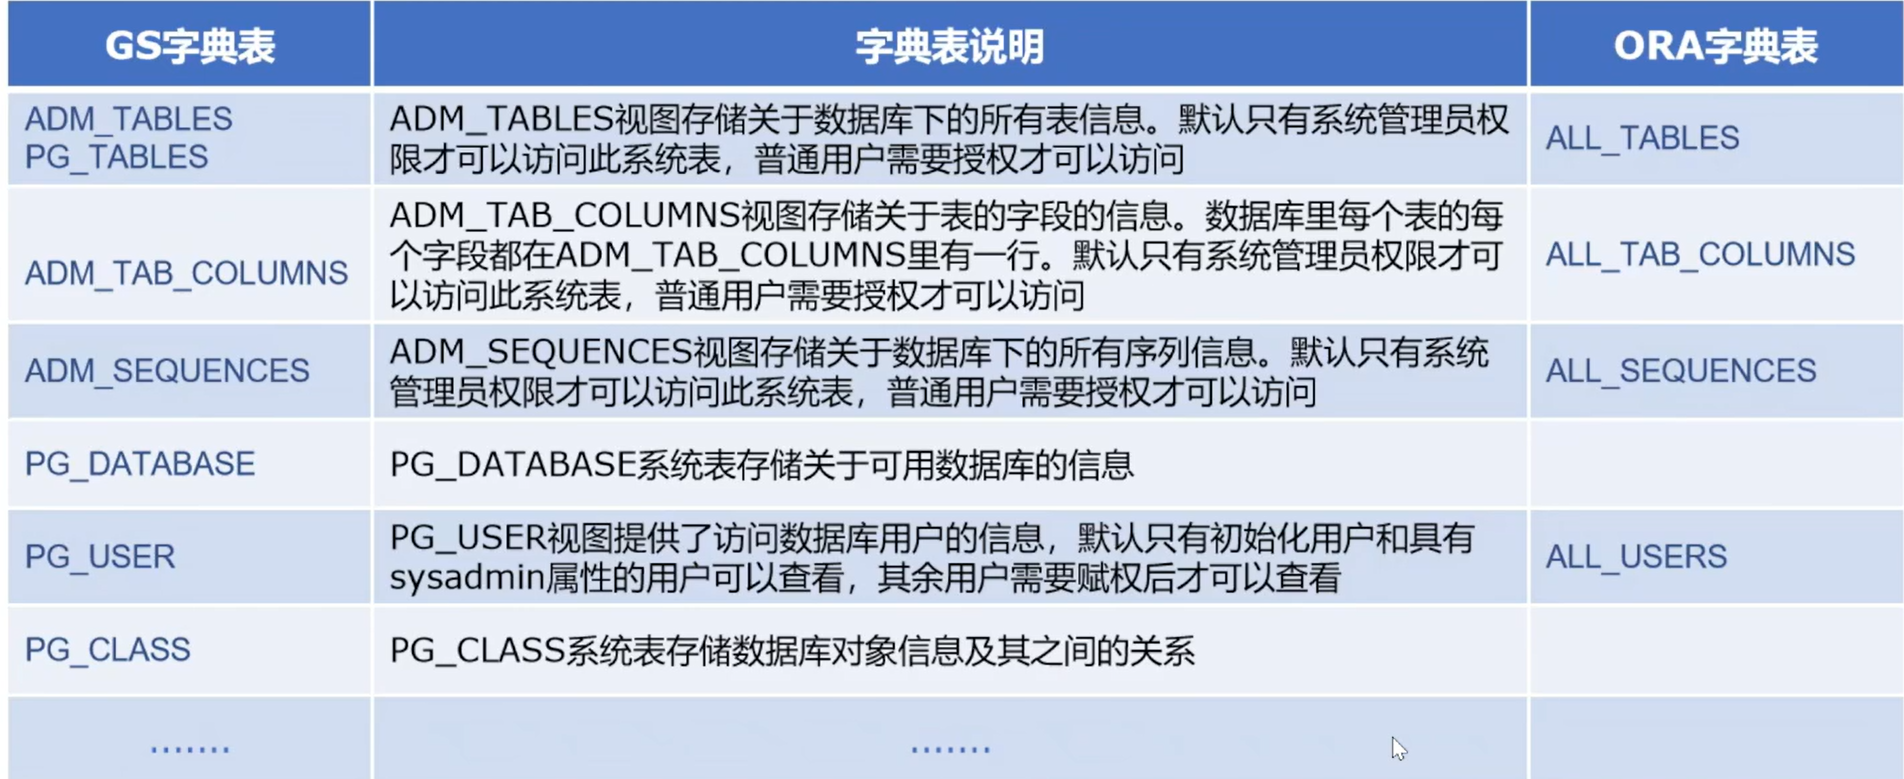 GS字典表
字典表说明
ORA字典表
ADM_TABLES
PG_TABLES
ADM_TABLES视图存储关于数据库下的所有表信息。默认只有系统管理员权
限才可以访问此系统表，普通用户需要授权才可以访问
ALL_TABLES
ADM_TAB_COLUMNS
ADM_TAB_COLUMNS视图存储关于表的字段的信息。数据库里每个表的每
个字段都在ADM_TAB_COLUMNS里有一行。默认只有系统管理员权限才可
以访问此系统表，普通用户需要授权才可以访问
ALL_TAB_COLUMNS
ADM_SEQUENCES
ADM_SEQUENCES视图存储关于数据库下的所有序列信息。默认只有系统
管理员权限才可以访问此系统表，普通用户需要授权才可以访问
ALL_SEQUENCES
PG_DATABASE
PG_DATABASE系统表存储关于可用数据库的信息
PG_USER
PG_USER视图提供了访问数据库用户的信息，默认只有初始化用户和具有
sysadmin属性的用户可以查看，其余用户需要赋权后才可以查看
ALL_USERS
PG_CLASS
PG_CLASS系统表存储数据库对象信息及其之间的关系
.......
.......